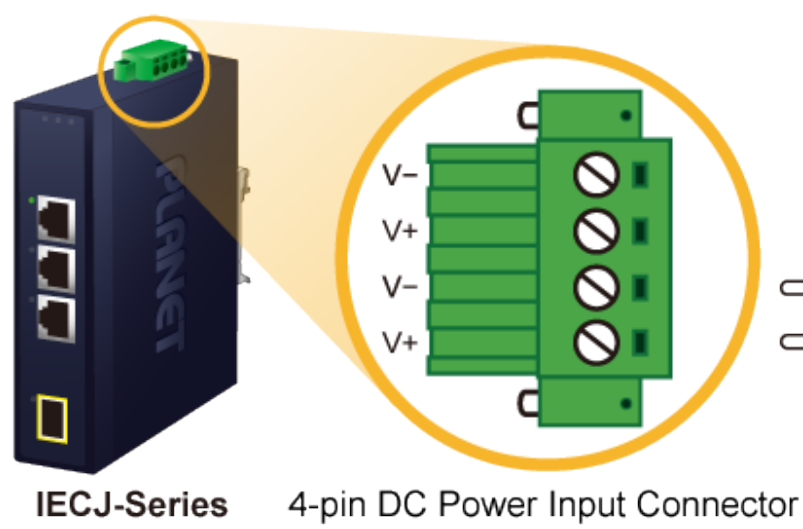 PLANET
V−
V+
V−
V+
IECJ-Series
4-pin DC Power Input Connector